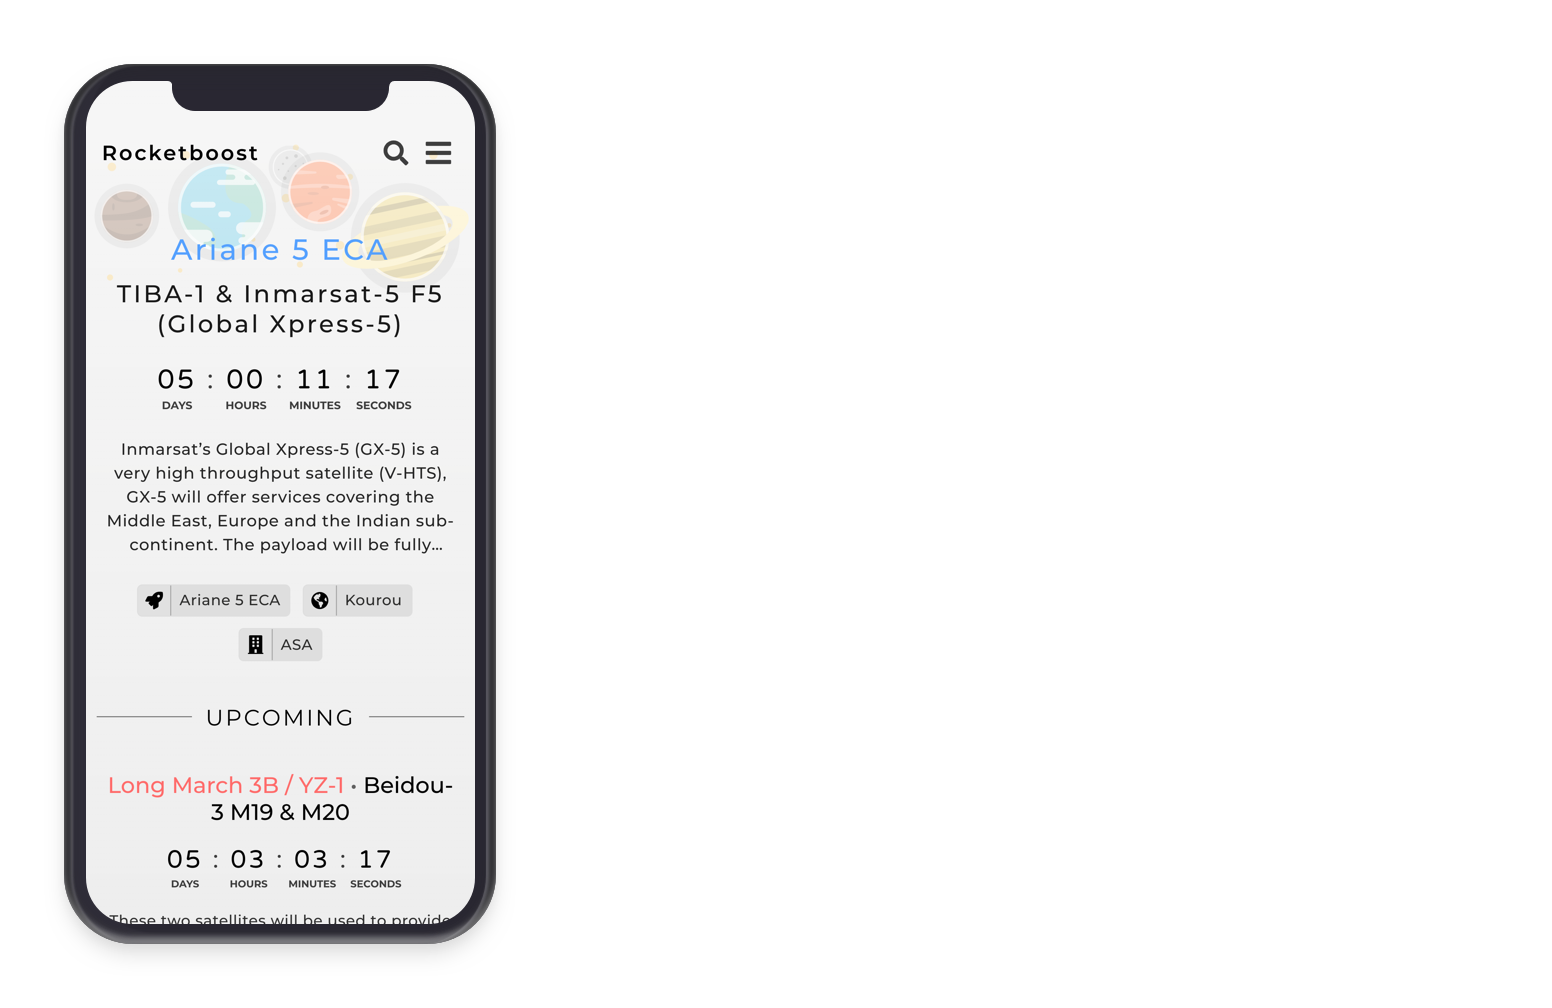 Rocketboost
Ariane 5 ECA
TIBA-1 & Inmarsat-5 F5
(Global Xpress-5)
05 : 00 : 11 : 17
DAYS HOURS MINUTES SECONDS
Inmarsat’s Global Xpress-5 (GX-5) is a
very high throughput satellite (V-HTS),
GX-5 will offer services covering the
Middle East, Europe and the Indian sub-
continent. The payload will be fully...
Ariane 5 ECA Kourou
ASA
UPCOMING
Long March 3B / YZ-1 • Beidou-
3 M19 & M20
05 : 03 : 03 : 17
DAYS HOURS MINUTES SECONDS
These two satellites will be used to provide